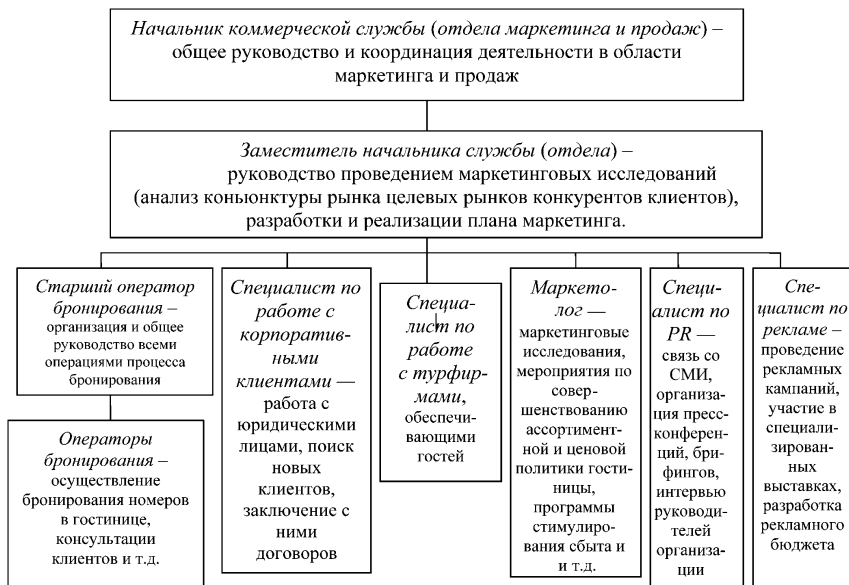 Начальник коммерческой службы (отдела маркетинга и продаж) –
общее руководство и координация деятельности в области
маркетинга и продаж
Заместитель начальника службы (отдела) –
руководство проведением маркетинговых исследований
(анализ коньюнктуры рынка целевых рынков конкурентов клиентов),
разработки и реализации плана маркетинга.
Старший оператор
бронирования –
организация и общее
руководство всеми
операциями процесса
бронирования
Операторы
бронирования –
осуществление
бронирования номеров
в гостинице,
консультации
клиентов и т.д.
Специалист по
работе с
корпоратив-
ными
клиентами —
работа с
юридическими
лицами, поиск
новых
клиентов,
заключение с
ними
договоров
Специа-
лист по
работе
с турфир-
мами,
обеспечи-
вающими
гостей
Маркето-
лог —
маркетинговые
исследования,
мероприятия по
совер-
шенствованию
ассортимент-
ной и ценовой
политики гости-
ницы,
программы
стимулиро-
вания сбыта и
и т.д.
Специ-
алист по
PR —
связь со
СМИ,
организация
пресс-
конферен-
ций, бри-
фингов,
интервью
руководи-
телей
организа-
ции
Спе-
циалист по
рекламе –
проведение
рекламных
кампаний,
участие в
специали-
зирован-
ных
выставках,
разработка
рекламного
бюджета